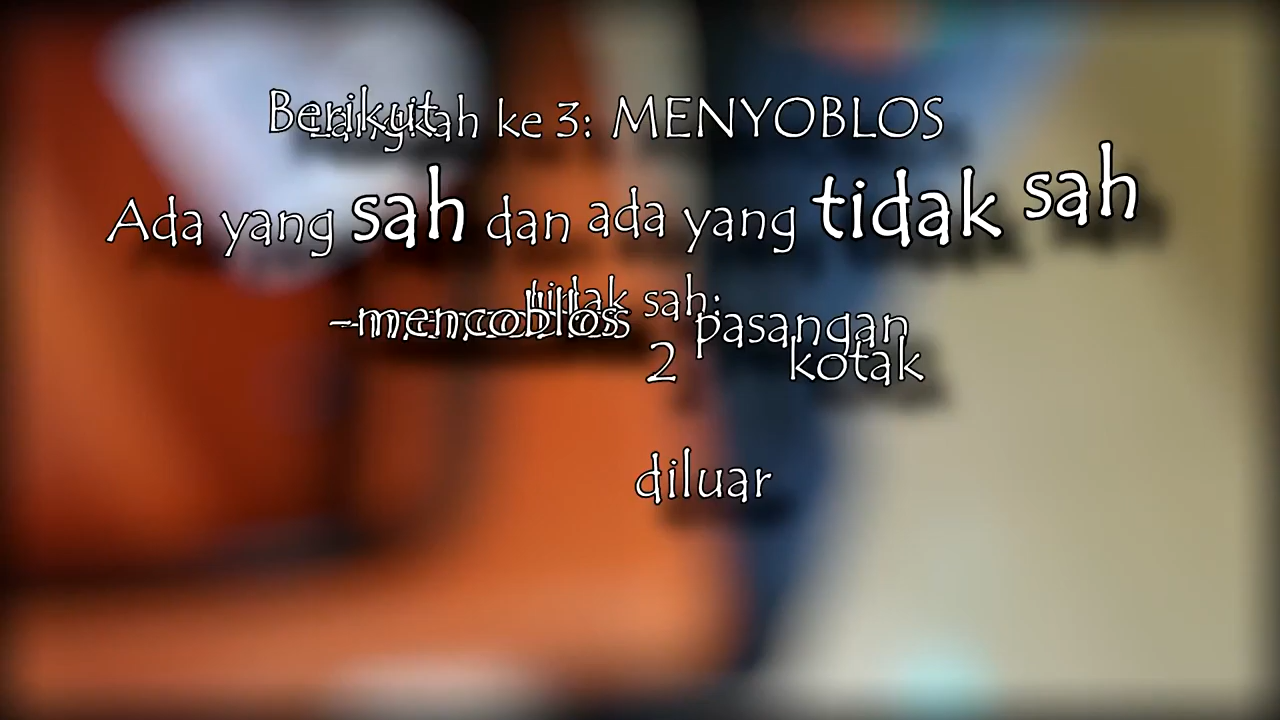 Berikut Langkah ke 3: MENYOBLOS
Ada yang sah dan ada yang tidak sah
tidak sah:
-mencoblos pasangan
2 kotak
diluar